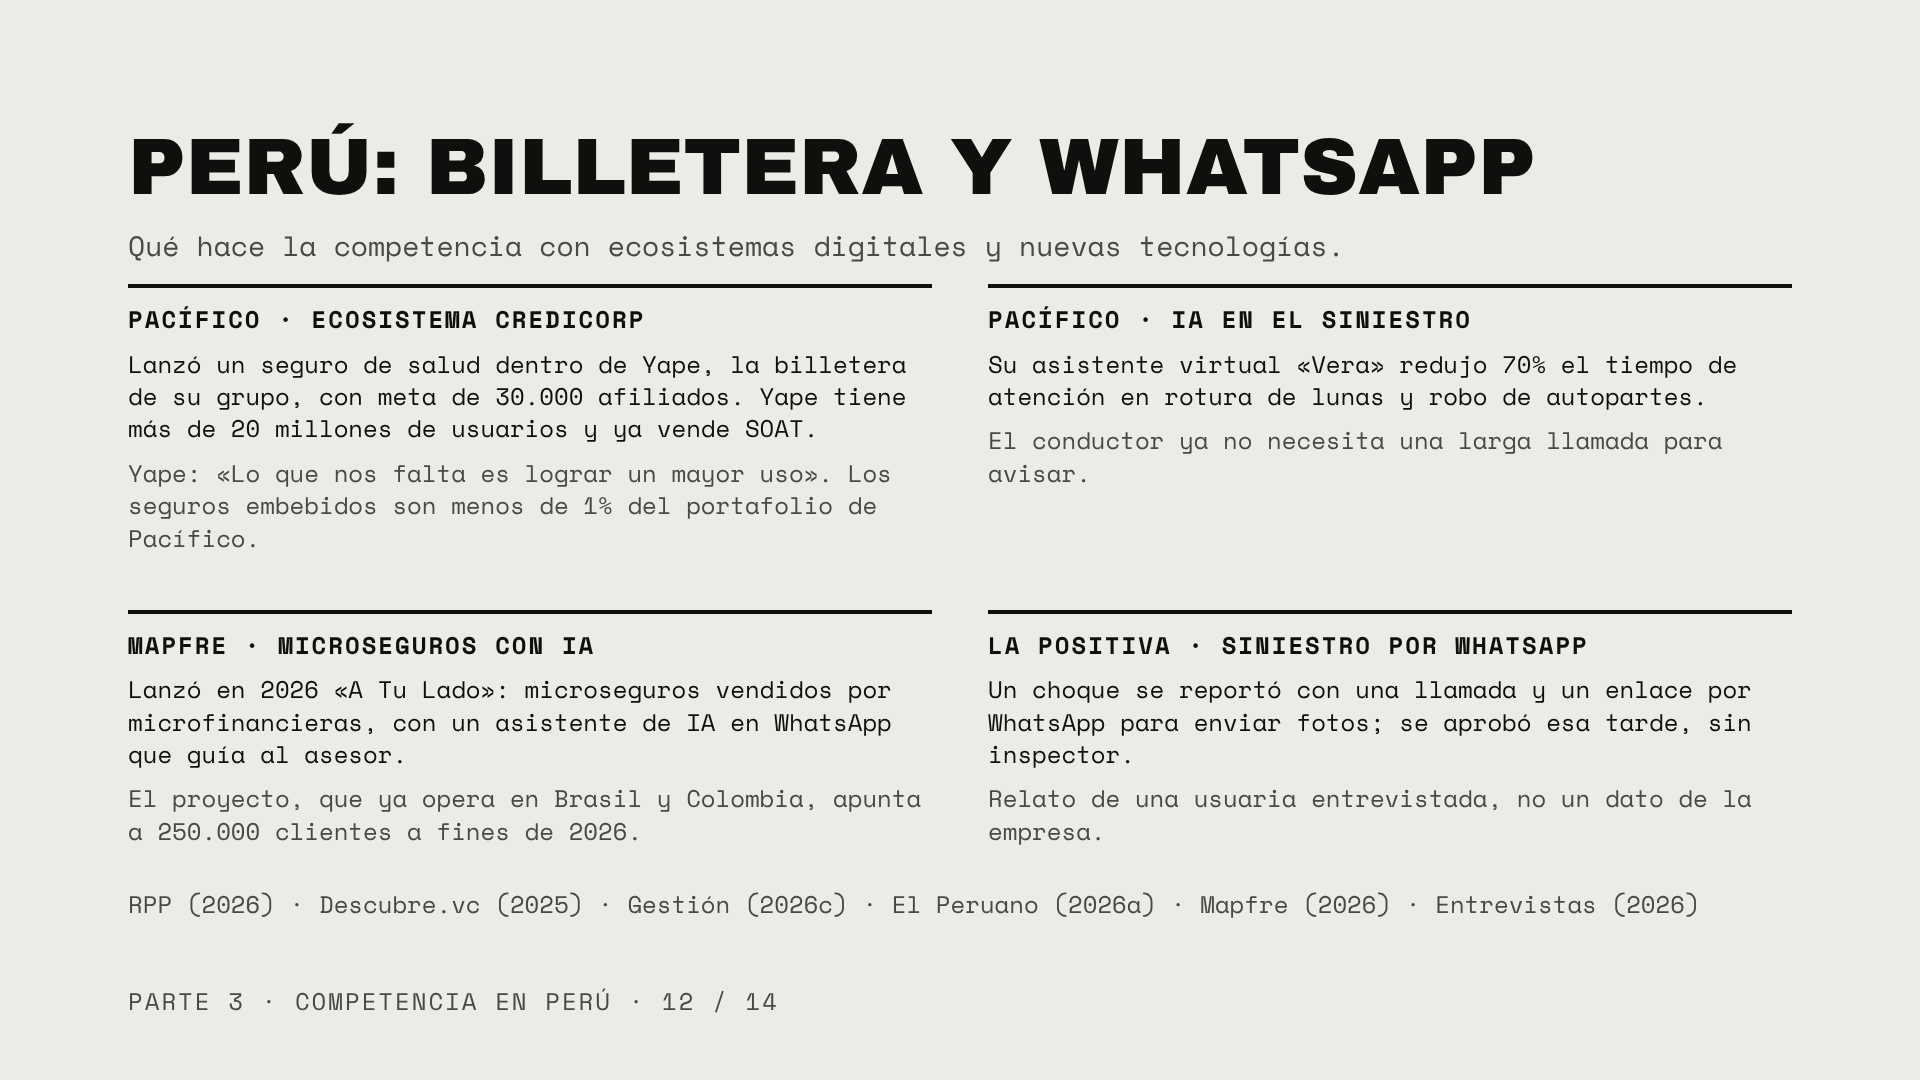 PERÚ: BILLETERA Y WHATSAPP
Qué hace la competencia con ecosistemas digitales y nuevas tecnologías.
PACÍFICO · ECOSISTEMA CREDICORP
Lanzó un seguro de salud dentro de Yape, la billetera
de su grupo, con meta de 30.000 afiliados. Yape tiene
más de 20 millones de usuarios y ya vende SOAT.
Yape: «Lo que nos falta es lograr un mayor uso». Los
seguros embebidos son menos de 1% del portafolio de
Pacífico.
PACÍFICO · IA EN EL SINIESTRO
Su asistente virtual «Vera» redujo 70% el tiempo de
atención en rotura de lunas y robo de autopartes.
El conductor ya no necesita una larga llamada para
avisar.
MAPFRE · MICROSEGUROS CON IA
Lanzó en 2026 «A Tu Lado»: microseguros vendidos por
microfinancieras, con un asistente de IA en WhatsApp
que guía al asesor.
El proyecto, que ya opera en Brasil y Colombia, apunta
a 250.000 clientes a fines de 2026.
LA POSITIVA · SINIESTRO POR WHATSAPP
Un choque se reportó con una llamada y un enlace por
WhatsApp para enviar fotos; se aprobó esa tarde, sin
inspector.
Relato de una usuaria entrevistada, no un dato de la
empresa.
RPP (2026) · Descubre.vc (2025) · Gestión (2026c) · El Peruano (2026a) · Mapfre (2026) · Entrevistas (2026)
PARTE 3 · COMPETENCIA EN PERÚ · 12 / 14